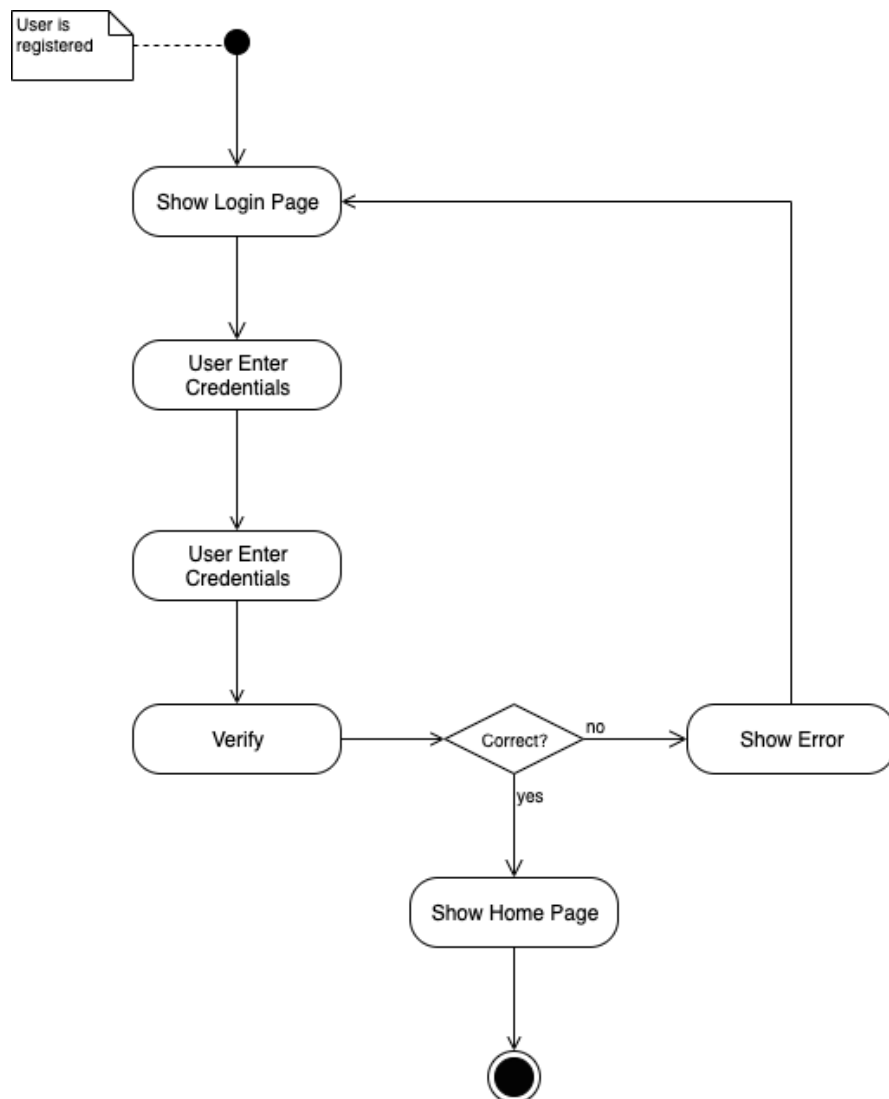 User is
registered
Show Login Page
User Enter
Credentials
User Enter
Credentials
Verify
Correct?
no
Show Error
yes
Show Home Page